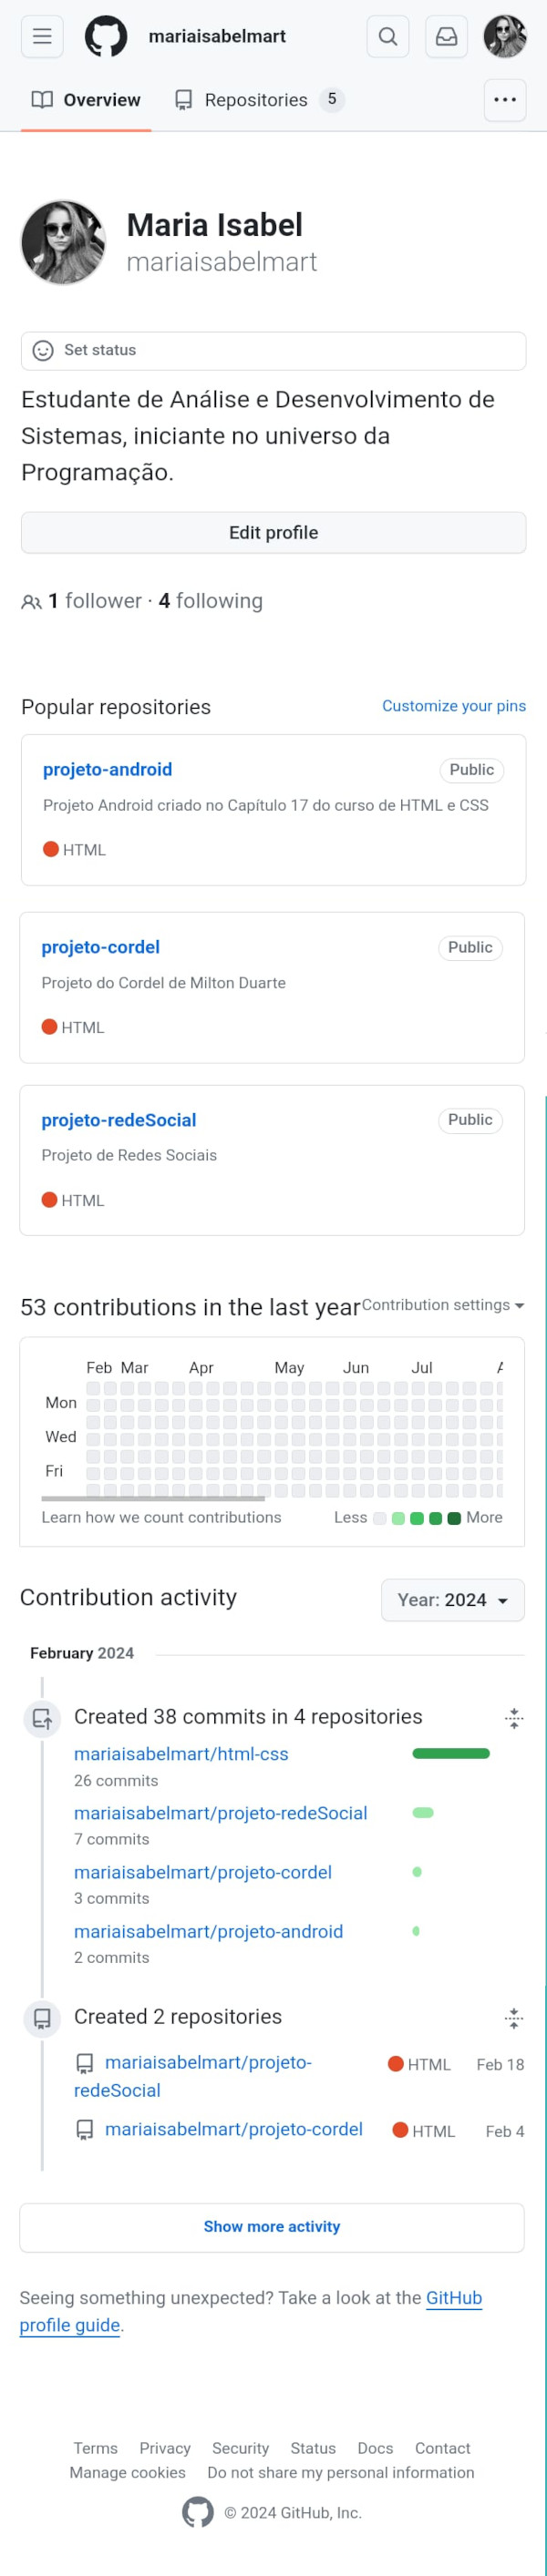 mariaisabelmart
Overview Repositories 5
Maria Isabel
mariaisabelmart
Set status
Estudante de Análise e Desenvolvimento de
Sistemas, iniciante no universo da
Programação.
Edit profile
1 follower · 4 following
Popular repositories Customize your pins
projeto-android Public
Projeto Android criado no Capítulo 17 do curso de HTML e CSS
HTML
projeto-cordel Public
Projeto do Cordel de Milton Duarte
HTML
projeto-redeSocial Public
Projeto de Redes Sociais
HTML
53 contributions in the last year Contribution settings
Feb Mar Apr May Jun Jul
Mon
Wed
Fri
Learn how we count contributions Less More
Contribution activity Year: 2024
February 2024
Created 38 commits in 4 repositories
mariaisabelmart/html-css
26 commits
mariaisabelmart/projeto-redeSocial
7 commits
mariaisabelmart/projeto-cordel
3 commits
mariaisabelmart/projeto-android
2 commits
Created 2 repositories
mariaisabelmart/projeto- HTML Feb 18
redeSocial
mariaisabelmart/projeto-cordel HTML Feb 4
Show more activity
Seeing something unexpected? Take a look at the GitHub
profile guide.
Terms Privacy Security Status Docs Contact
Manage cookies Do not share my personal information
© 2024 GitHub, Inc.